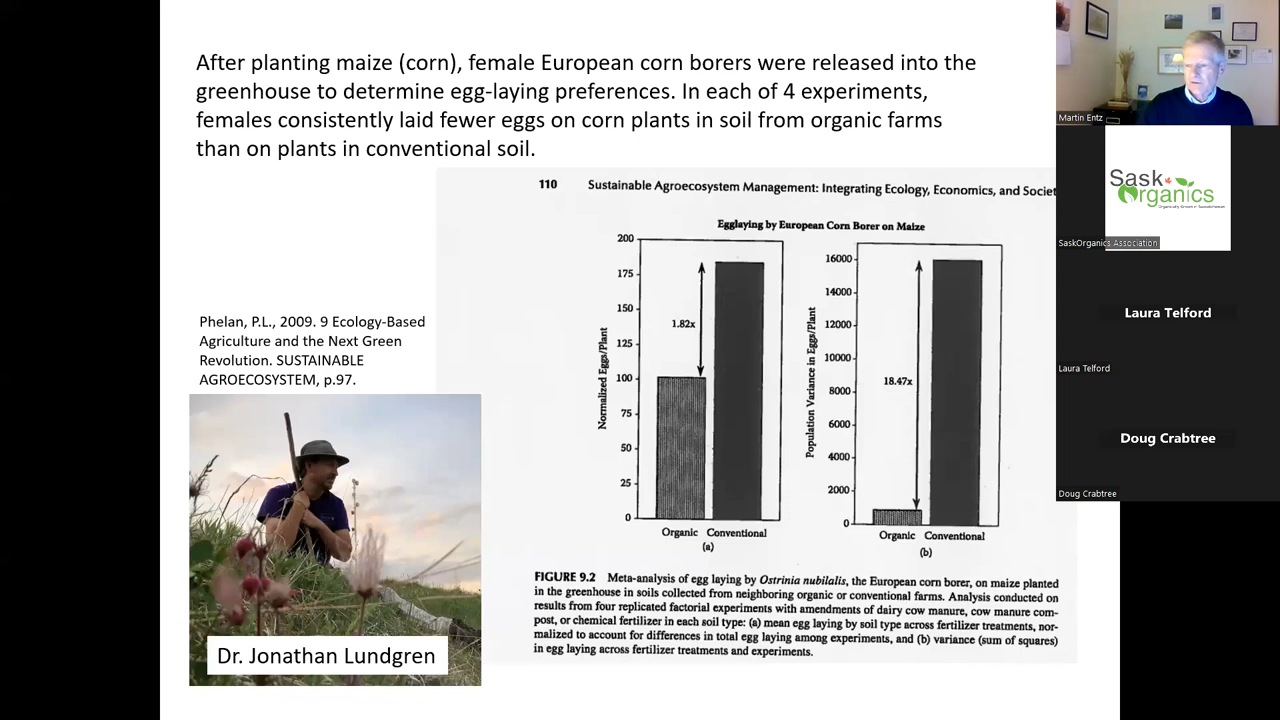 After planting maize (corn), female European corn borers were released into the
greenhouse to determine egg-laying preferences. In each of 4 experiments,
females consistently laid fewer eggs on corn plants in soil from organic farms
than on plants in conventional soil.
110 Sustainable Agroecosystem Management: Integrating Ecology, Economics, and Societ
Egglaying by European Corn Borer on Maize
Normalized Eggs/Plant
200
175
150
125
100
75
50
25
0
1.82x
Organic Conventional
(a)
Population Variance in Eggs/Plant
16000
14000
12000
10000
8000
6000
4000
2000
0
18.47x
Organic Conventional
(b)
FIGURE 9.2 Meta-analysis of egg laying by Ostrinia nubilalis, the European corn borer, on maize planted
in the greenhouse in soils collected from neighboring organic or conventional farms. Analysis conducted on
results from four replicated factorial experiments with amendments of dairy cow manure, cow manure com-
post, or chemical fertilizer in each soil type: (a) mean egg laying by soil type across fertilizer treatments, nor-
malized to account for differences in total egg laying among experiments, and (b) variance (sum of squares)
in egg laying across fertilizer treatments and experiments.
Phelan, P.L., 2009. 9 Ecology-Based
Agriculture and the Next Green
Revolution. SUSTAINABLE
AGROECOSYSTEM, p.97.
Dr. Jonathan Lundgren
Martin Entz
Sask
Organics
SaskOrganics Association
Laura Telford
Laura Telford
Doug Crabtree
Doug Crabtree